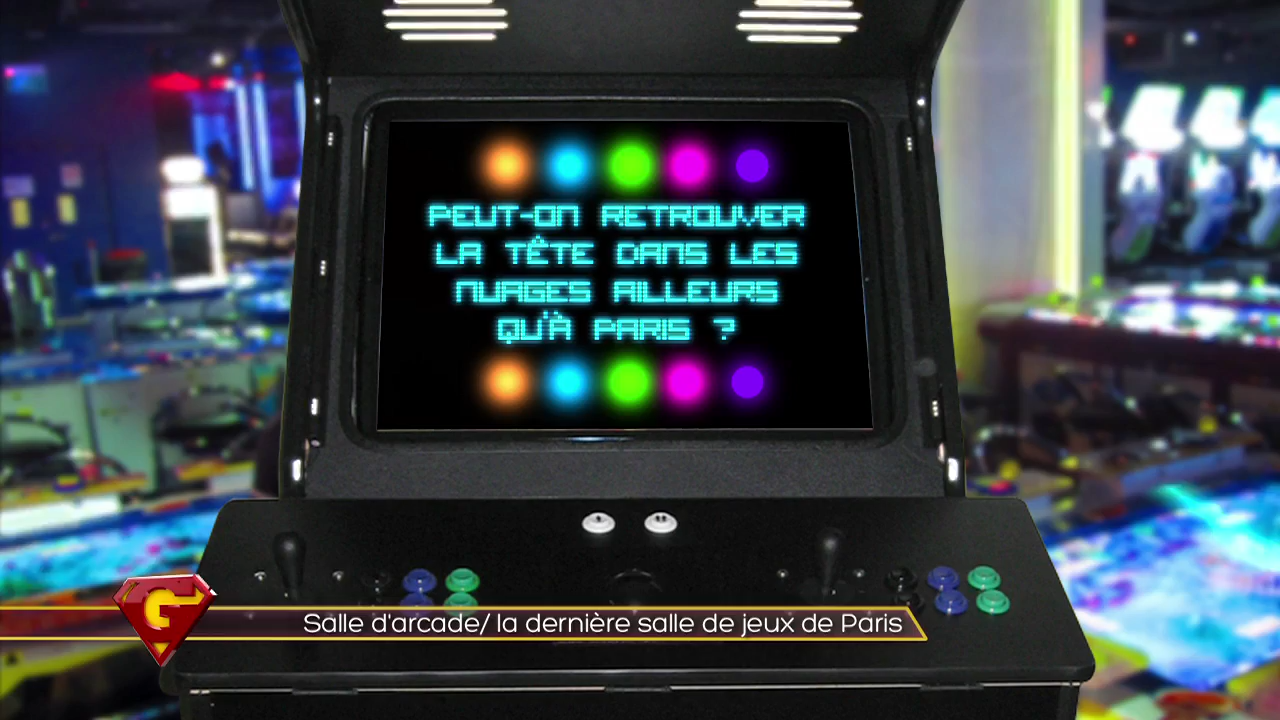 PEUT-ON RETROUVER
LA TÊTE DANS LES
NUAGES AILLEURS
QU'À PARIS ?
G
Salle d'arcade/ la dernière salle de jeux de Paris